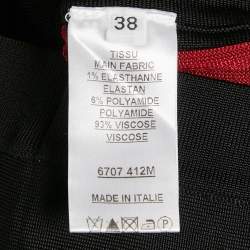 38
TISSU
MAIN FABRIC
1% ELASTHANNE
ELASTAN
6% POLYAMIDE
POLYAMIDE
93% VISCOSE
VISCOSE
6707 412M
MADE IN ITALIE